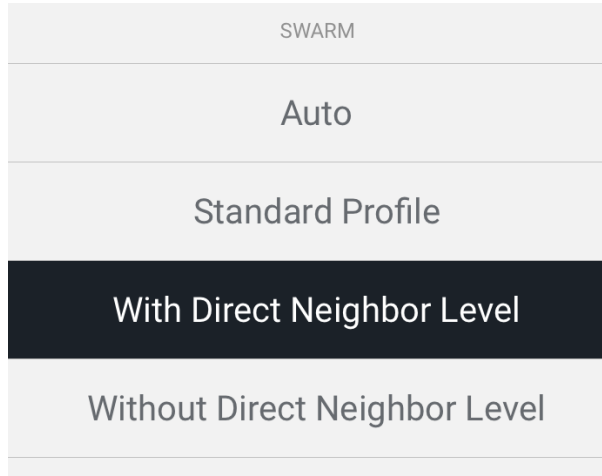 SWARM
Auto
Standard Profile
With Direct Neighbor Level
Without Direct Neighbor Level